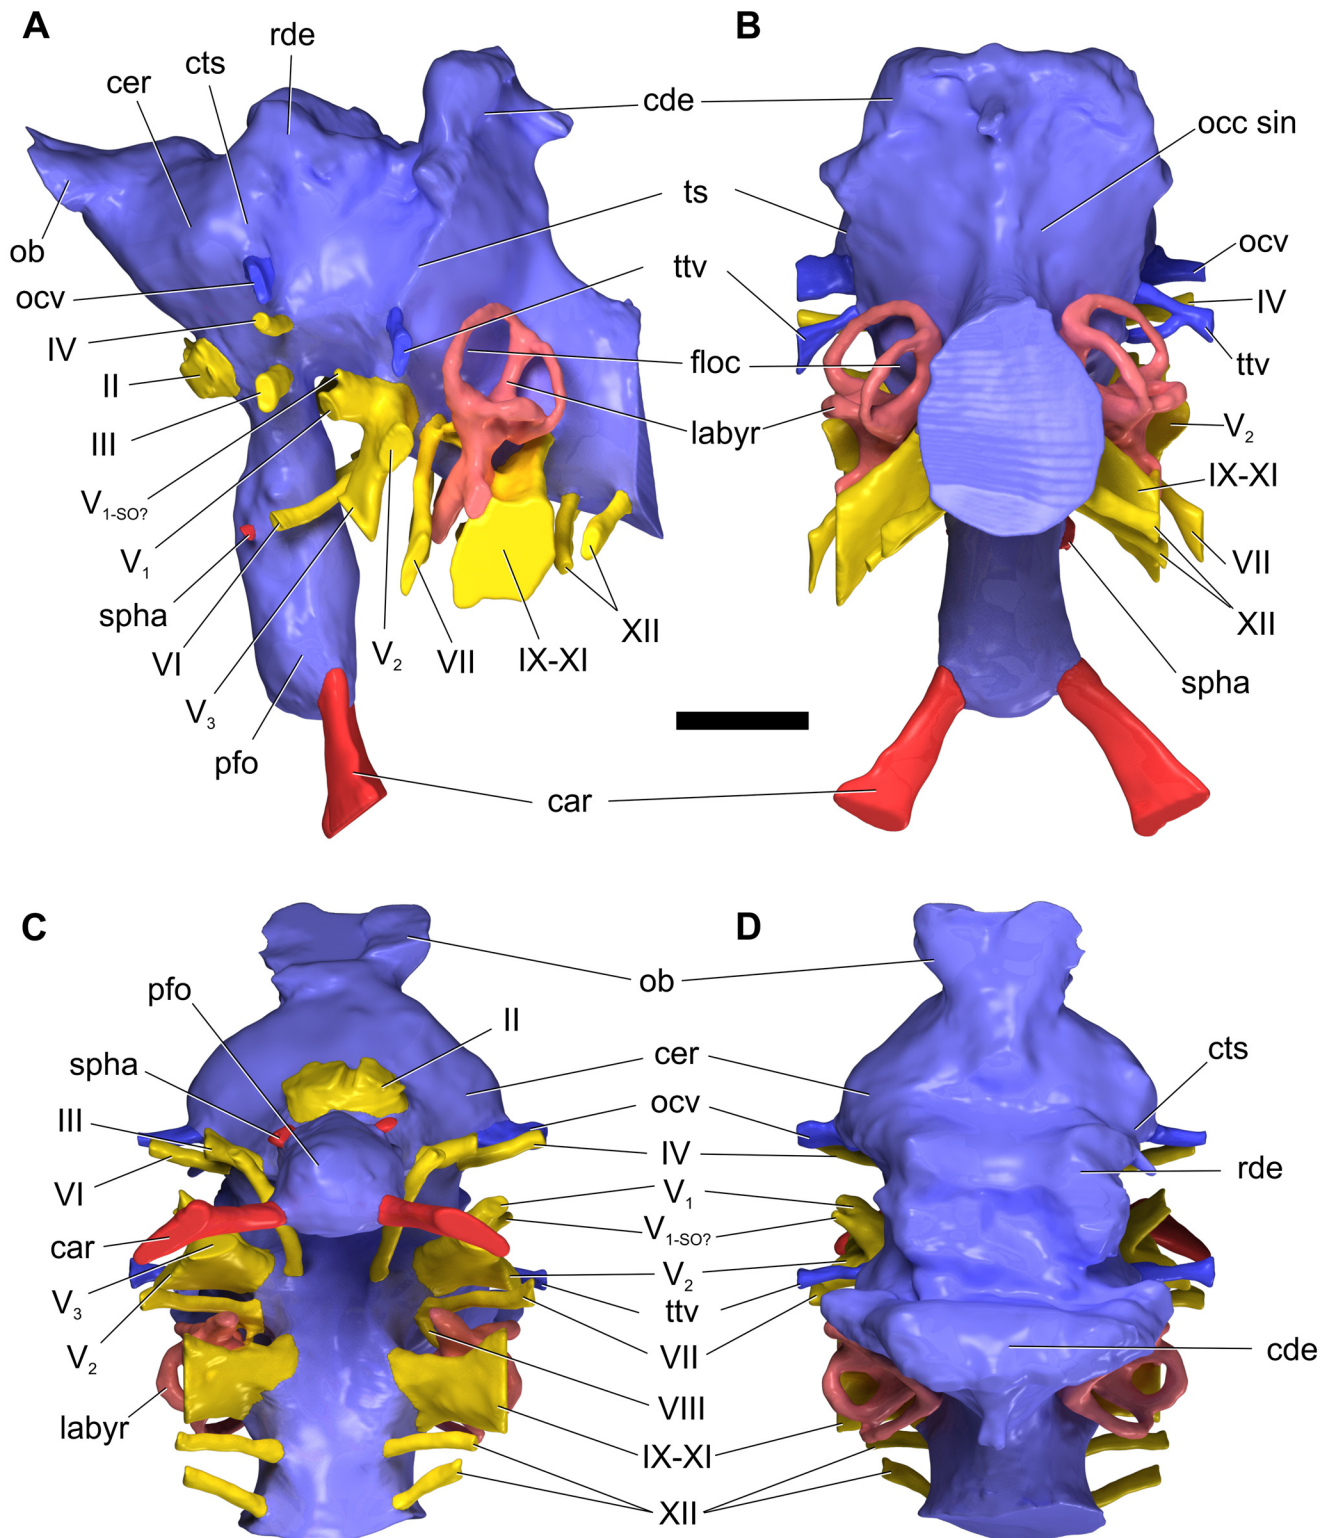 A
rde
cts
cer
ob
ocv
IV
II
III
V1-SO?
V1
spha
VI
V3
pfo
V2
VII
IX-XI
XII
B
cde
occ sin
ts
ocv
ttv
IV
floc
ttv
labyr
V2
IX-XI
VII
XII
spha
car
C
pfo
II
spha
III
VI
car
V3
V2
labyr
D
ob
cer
cts
ocv
IV
rde
V1
V1-SO?
V2
ttv
VII
cde
VIII
IX-XI
XII